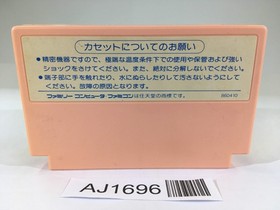 カセットについてのお願い
●精密機器ですので、極端な温度条件下での使用や保管および強い
ショックをさけてください。また、絶対に分解しないでください。
●端子部に手を触れたり、水にぬらしたりして汚さないようにして
ください。故障の原因となります。
ファミリーコンピュータ・ファミコンは任天堂の商標です。
AJ1696